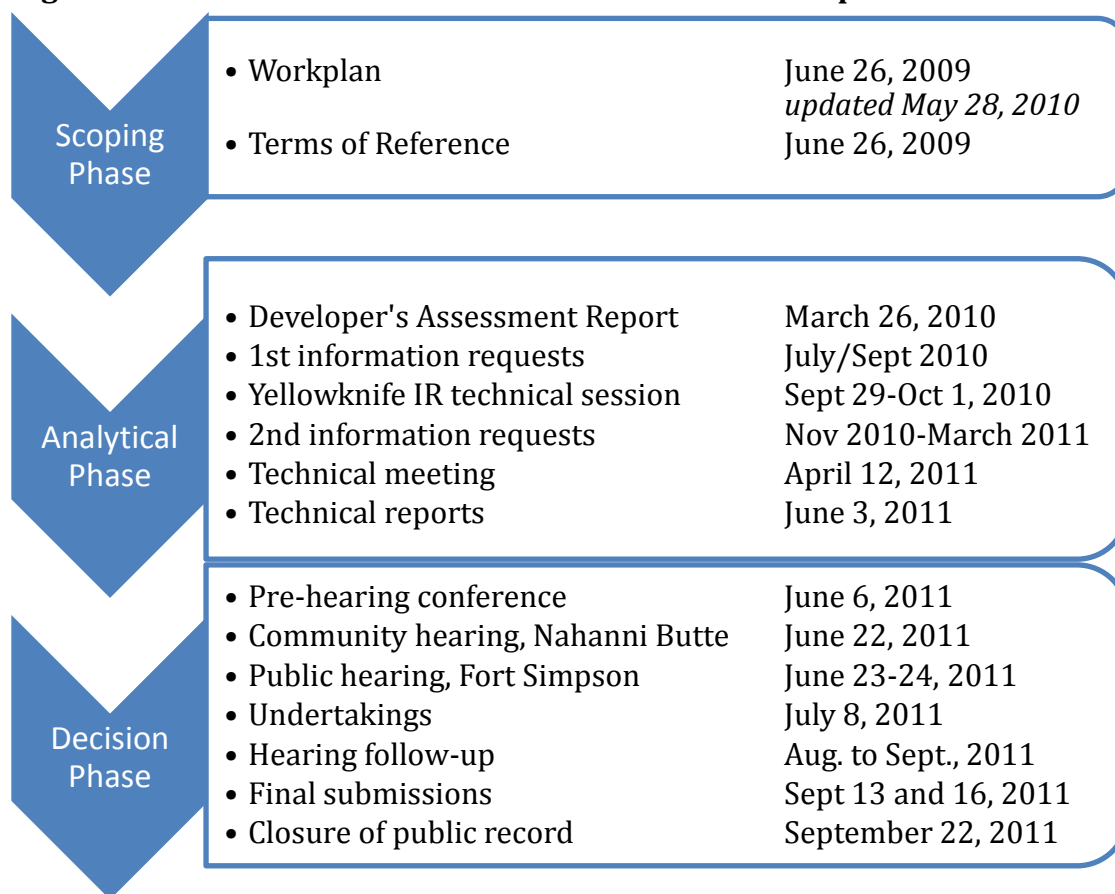 Scoping
Phase
• Workplan June 26, 2009
updated May 28, 2010
• Terms of Reference June 26, 2009
Analytical
Phase
• Developer's Assessment Report March 26, 2010
• 1st information requests July/Sept 2010
• Yellowknife IR technical session Sept 29-Oct 1, 2010
• 2nd information requests Nov 2010-March 2011
• Technical meeting April 12, 2011
• Technical reports June 3, 2011
Decision
Phase
• Pre-hearing conference June 6, 2011
• Community hearing, Nahanni Butte June 22, 2011
• Public hearing, Fort Simpson June 23-24, 2011
• Undertakings July 8, 2011
• Hearing follow-up Aug. to Sept., 2011
• Final submissions Sept 13 and 16, 2011
• Closure of public record September 22, 2011